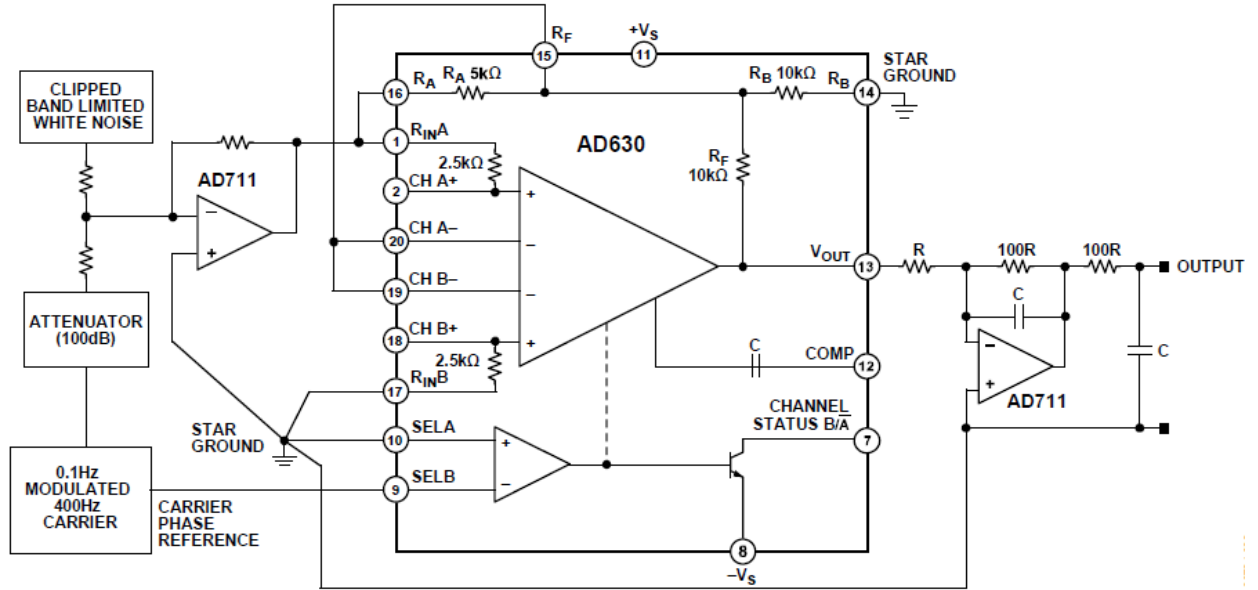 CLIPPED
BAND LIMITED
WHITE NOISE
AD711
ATTENUATOR
(100dB)
0.1Hz
MODULATED
400Hz
CARRIER
CARRIER
PHASE
REFERENCE
STAR
GROUND
RF
15
+VS
11
16
RA
RA 5kΩ
RB 10kΩ
RB
14
STAR
GROUND
1
RINA
2.5kΩ
AD630
RF
10kΩ
2
CH A+
+
20
CH A–
–
19
CH B–
–
18
CH B+
+
2.5kΩ
17
RINB
10
SELA
+
9
SELB
–
VOUT
13
C
COMP
12
CHANNEL
STATUS B/A̅
7
8
–VS
–
+
R
100R
100R
OUTPUT
C
–
+
AD711
C